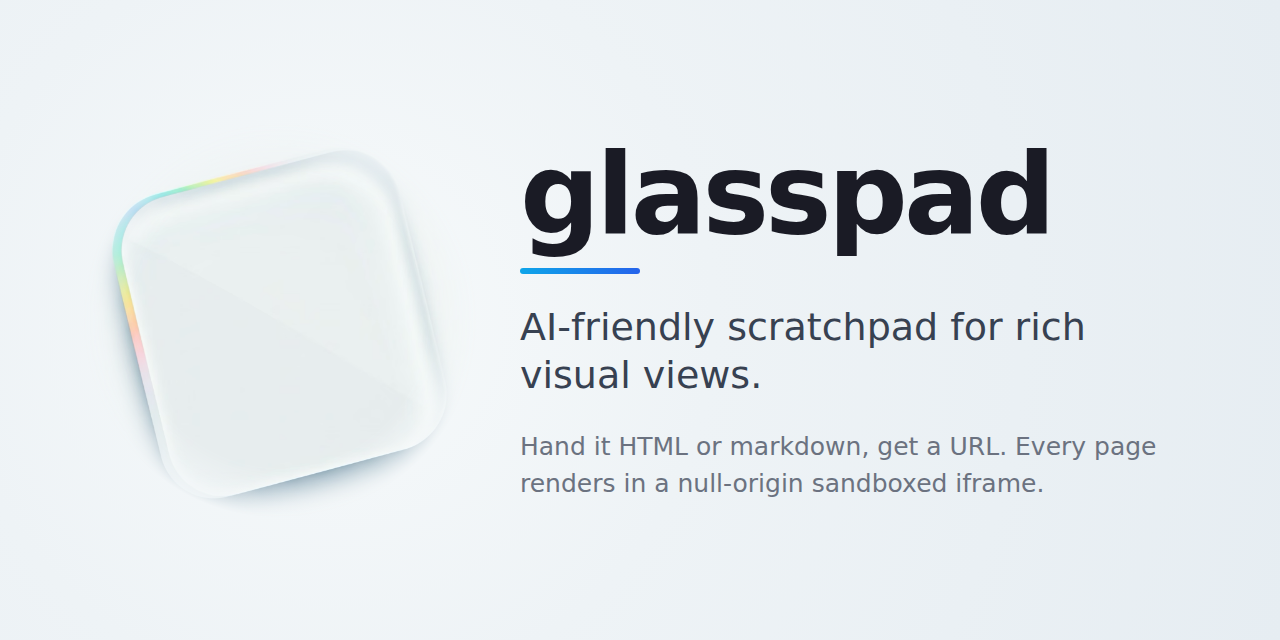 glasspad
AI-friendly scratchpad for rich
visual views.
Hand it HTML or markdown, get a URL. Every page
renders in a null-origin sandboxed iframe.